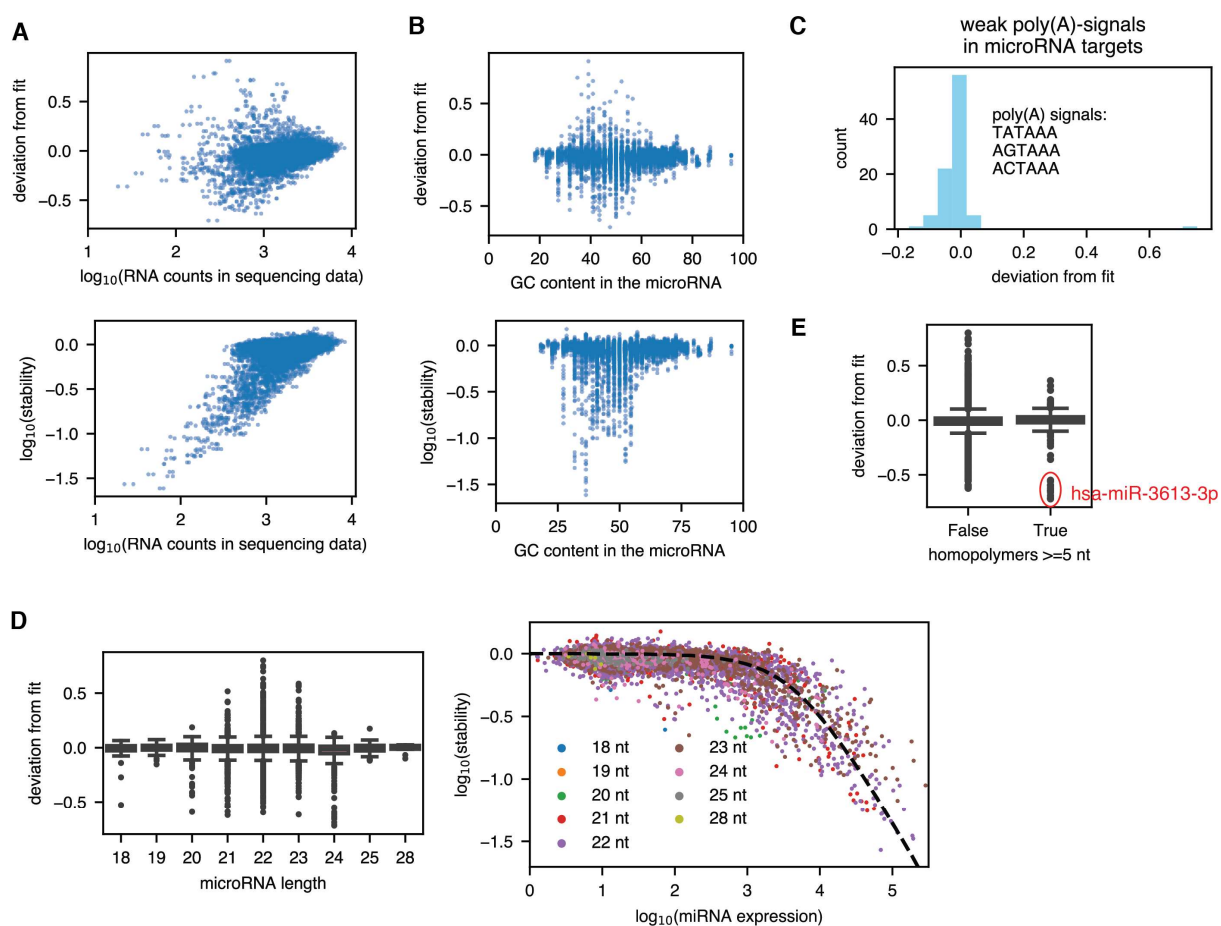 A
deviation from fit
0.5
0.0
−0.5
1
2
3
4
log₁₀(RNA counts in sequencing data)
log₁₀(stability)
0.0
−0.5
−1.0
−1.5
1
2
3
4
log₁₀(RNA counts in sequencing data)
B
deviation from fit
0.5
0.0
−0.5
0
20
40
60
80
100
GC content in the microRNA
log₁₀(stability)
0.0
−0.5
−1.0
−1.5
0
25
50
75
100
GC content in the microRNA
C
weak poly(A)-signals
in microRNA targets
count
40
20
0
poly(A) signals:
TATAAA
AGTAAA
ACTAAA
−0.2
0.0
0.2
0.4
0.6
deviation from fit
E
deviation from fit
0.5
0.0
−0.5
hsa-miR-3613-3p
False
True
homopolymers >=5 nt
D
deviation from fit
0.5
0.0
−0.5
18
19
20
21
22
23
24
25
28
microRNA length
log₁₀(stability)
0.0
−0.5
−1.0
−1.5
18 nt
19 nt
20 nt
21 nt
22 nt
23 nt
24 nt
25 nt
28 nt
0
1
2
3
4
5
log₁₀(miRNA expression)